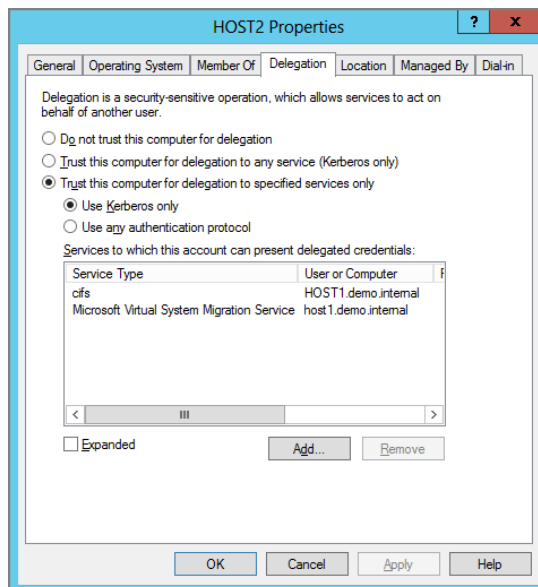 HOST2 Properties
? x
General Operating System Member Of Delegation Location Managed By Dial-in
Delegation is a security-sensitive operation, which allows services to act on
behalf of another user.
Do not trust this computer for delegation
Trust this computer for delegation to any service (Kerberos only)
Trust this computer for delegation to specified services only
Use Kerberos only
Use any authentication protocol
Services to which this account can present delegated credentials:
Service Type User or Computer
cifs HOST1.demo.internal
Microsoft Virtual System Migration Service host1.demo.internal
Expanded
Add... Remove
OK Cancel Apply Help